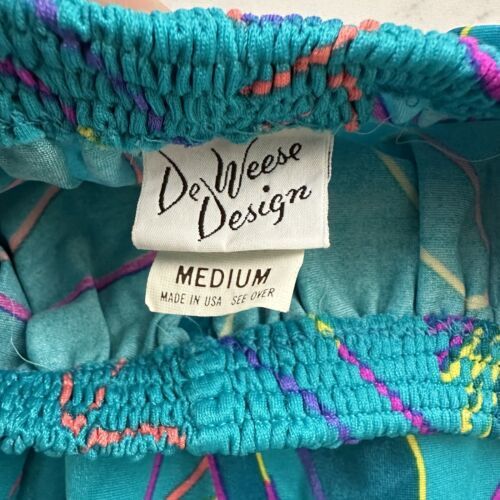 De Weese
Design
MEDIUM
MADE IN USA SEE OVER